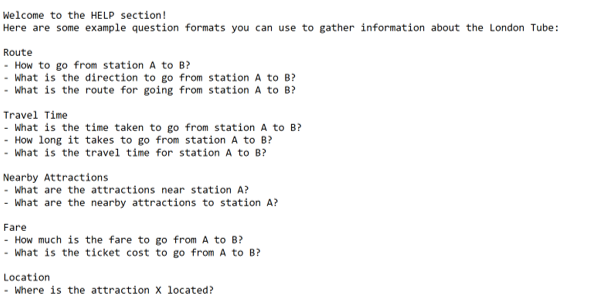 Welcome to the HELP section!
Here are some example question formats you can use to gather information about the London Tube:
Route
- How to go from station A to B?
- What is the direction to go from station A to B?
- What is the route for going from station A to B?
Travel Time
- What is the time taken to go from station A to B?
- How long it takes to go from station A to B?
- What is the travel time for station A to B?
Nearby Attractions
- What are the attractions near station A?
- What are the nearby attractions to station A?
Fare
- How much is the fare to go from A to B?
- What is the ticket cost to go from A to B?
Location
- Where is the attraction X located?